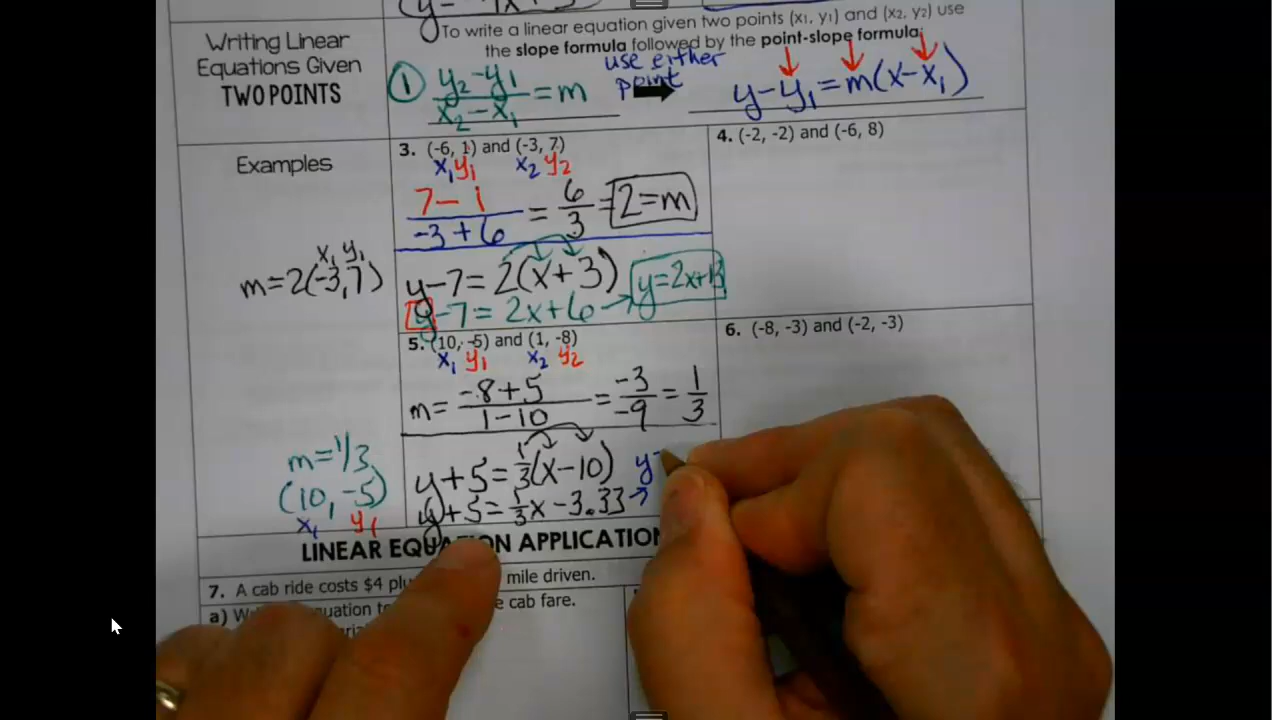 To write a linear equation given two points (x₁, y₁) and (x₂, y₂) use
the slope formula followed by the point-slope formula.
Writing Linear
Equations Given
TWO POINTS
① y₂-y₁/x₂-x₁ = m
use either
point
y-y₁=m(x-x₁)
Examples
3. (-6, 1) and (-3, 7)
x₁ y₁ x₂ y₂
7-1/-3+6 = 6/3 = 2=m
x₁ y₁
m=2(-3,7)
y-7=2(x+3)
y-7=2x+6 → y=2x+13
4. (-2, -2) and (-6, 8)
5. (10, -5) and (1, -8)
x₁ y₁ x₂ y₂
m= -8+5/1-10 = -3/-9 = 1/3
m=1/3
(10, -5)
x₁ y₁
y+5=1/3(x-10)
y+5=1/3x-3.33 →
y
6. (-8, -3) and (-2, -3)
LINEAR EQUATION APPLICATION
7. A cab ride costs $4
mile driven.
a)
cab fare.